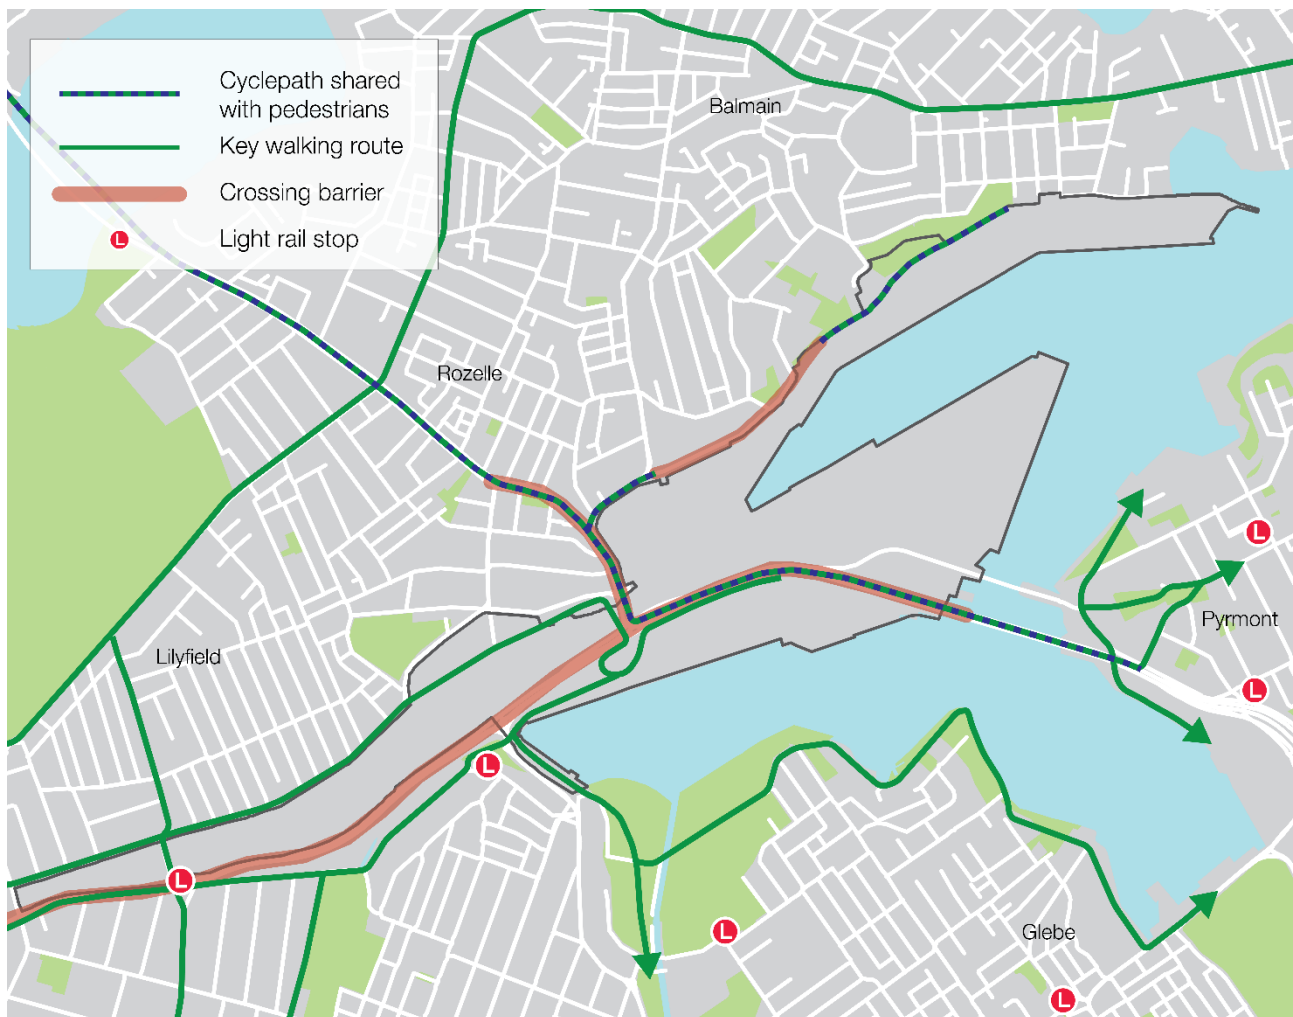 Cyclepath shared
with pedestrians
Key walking route
Crossing barrier
L
Light rail stop
Balmain
Rozelle
L
Pyrmont
Lilyfield
L
L
L
L
Glebe
L